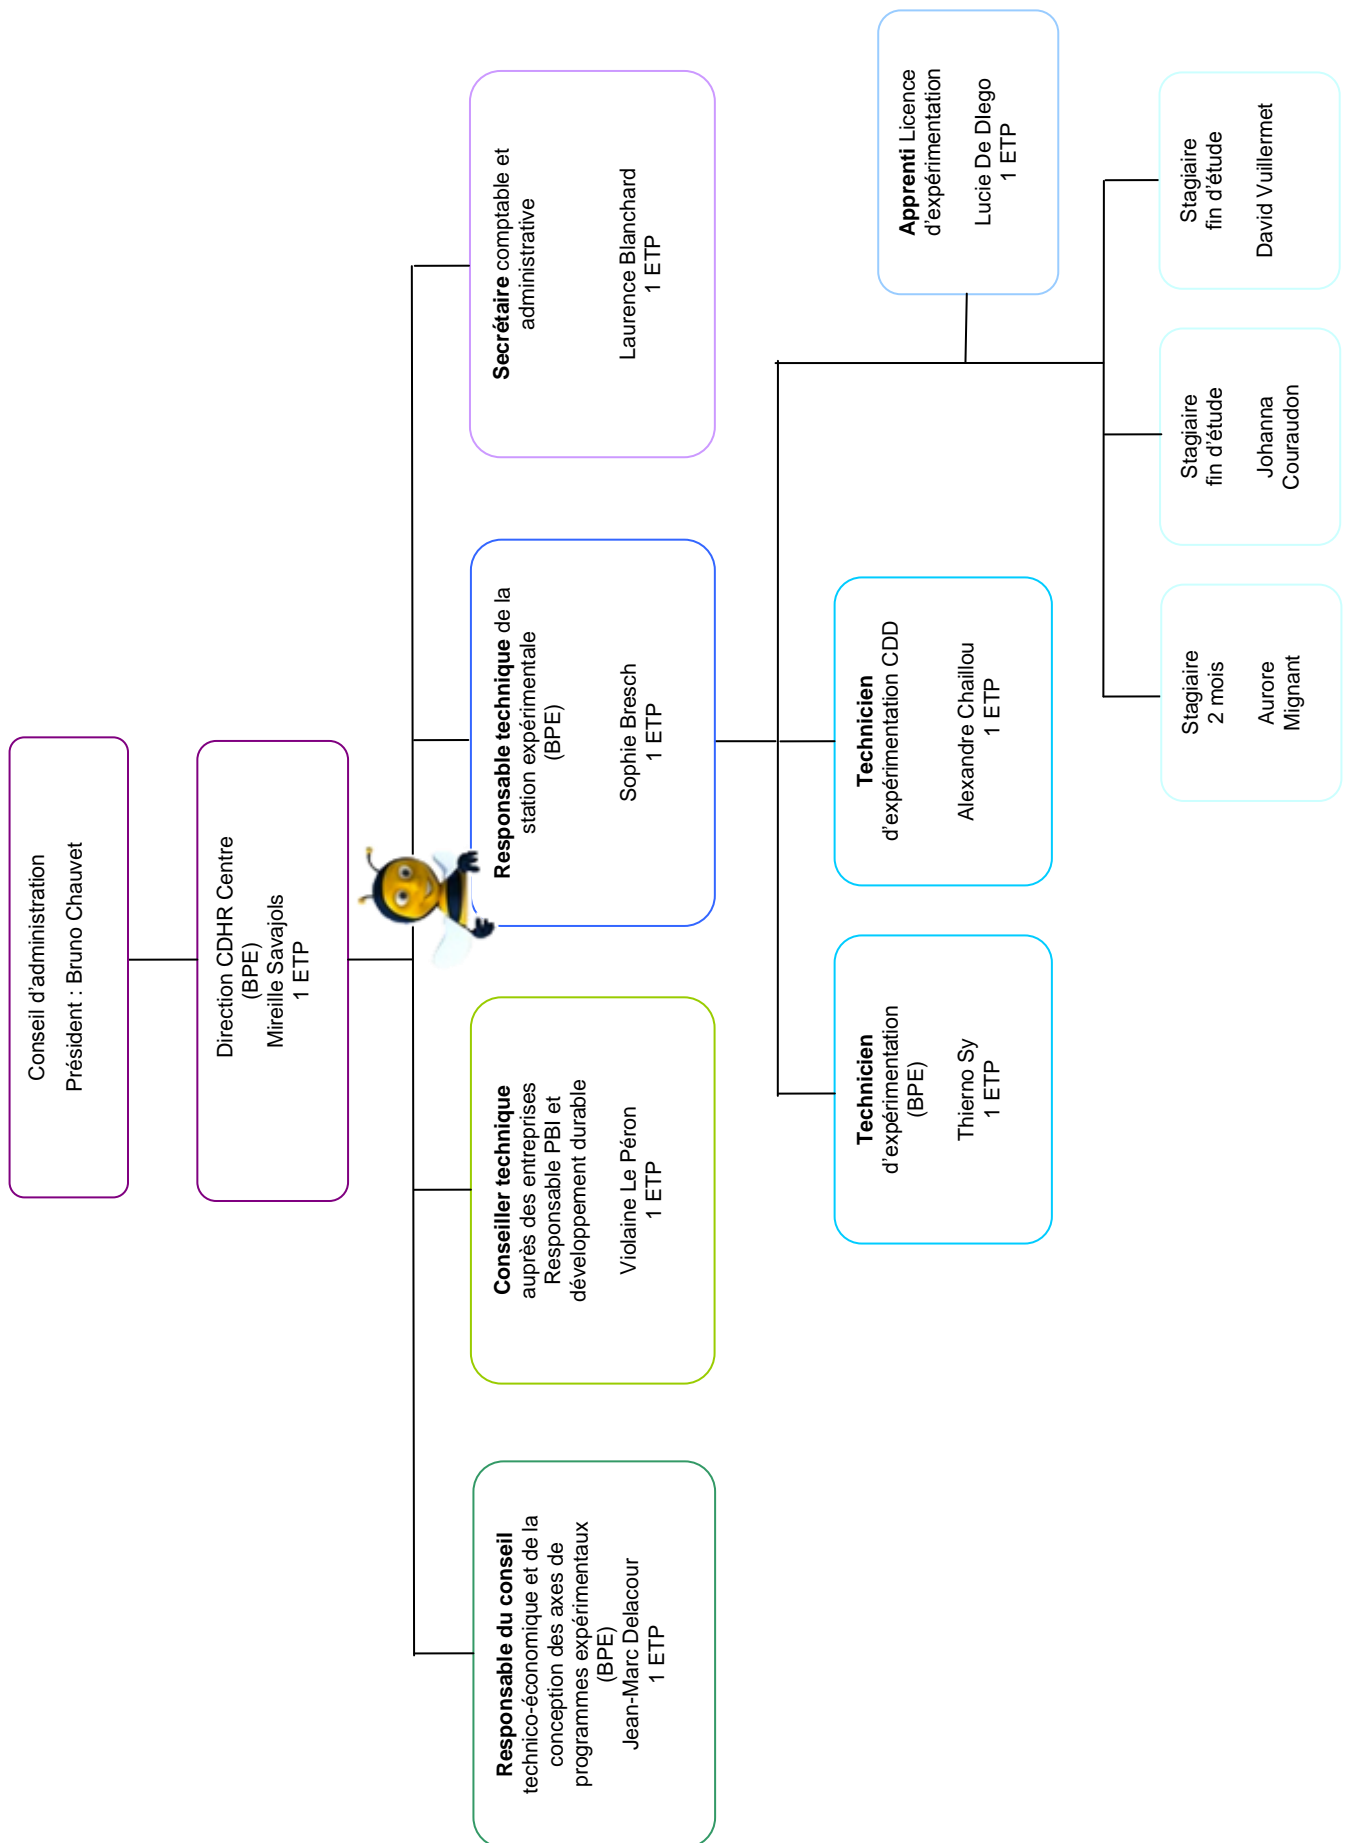 Conseil d'administration
Président : Bruno Chauvet
Direction CDHR Centre
(BPE)
Mireille Savajols
1 ETP
Responsable du conseil
technico-économique et de la
conception des axes de
programmes expérimentaux
(BPE)
Jean-Marc Delacour
1 ETP
Conseiller technique
auprès des entreprises
Responsable PBI et
développement durable
Violaine Le Péron
1 ETP
Responsable technique de la
station expérimentale
(BPE)
Sophie Bresch
1 ETP
Secrétaire comptable et
administrative
Laurence Blanchard
1 ETP
Technicien
d'expérimentation
(BPE)
Thierno Sy
1 ETP
Technicien
d'expérimentation CDD
Alexandre Chaillou
1 ETP
Apprenti Licence
d'expérimentation
Lucie De DIego
1 ETP
Stagiaire
2 mois
Aurore
Mignant
Stagiaire
fin d'étude
Johanna
Couraudon
Stagiaire
fin d'étude
David Vuillermet